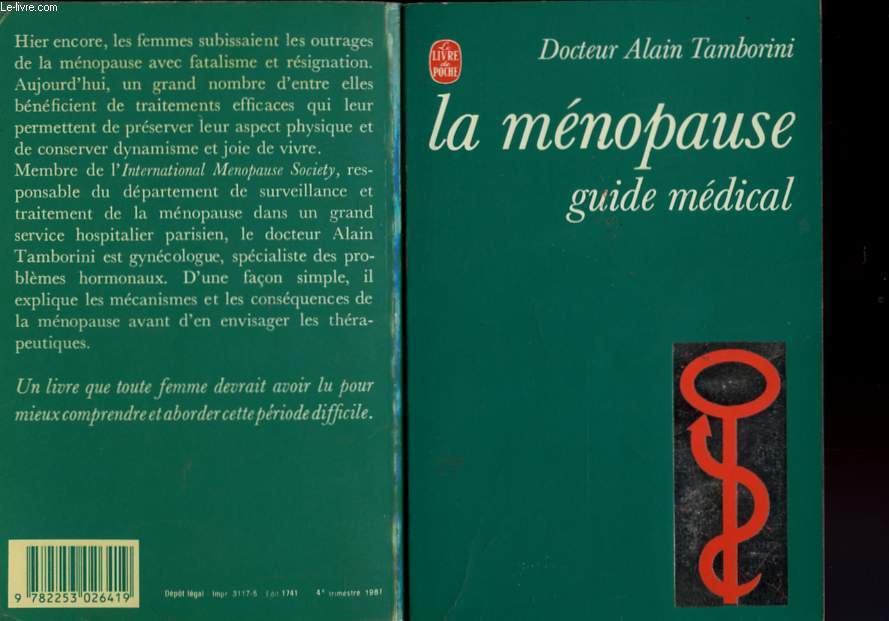 Le-livre.com
Hier encore, les femmes subissaient les outrages
de la ménopause avec fatalisme et résignation.
Aujourd'hui, un grand nombre d'entre elles
bénéficient de traitements efficaces qui leur
permettent de préserver leur aspect physique et
de conserver dynamisme et joie de vivre.
Membre de l'International Menopause Society, res-
ponsable du département de surveillance et
traitement de la ménopause dans un grand
service hospitalier parisien, le docteur Alain
Tamborini est gynécologue, spécialiste des pro-
blèmes hormonaux. D'une façon simple, il
explique les mécanismes et les conséquences de
la ménopause avant d'en envisager les théra-
peutiques.
Un livre que toute femme devrait avoir lu pour
mieux comprendre et aborder cette période difficile.
9 782253 026419
Dépôt légal : Impr. 3117-5 Edit 1741 4e trimestre 1981
Le
LIVRE
de
POCHE
Docteur Alain Tamborini
la ménopause
guide médical